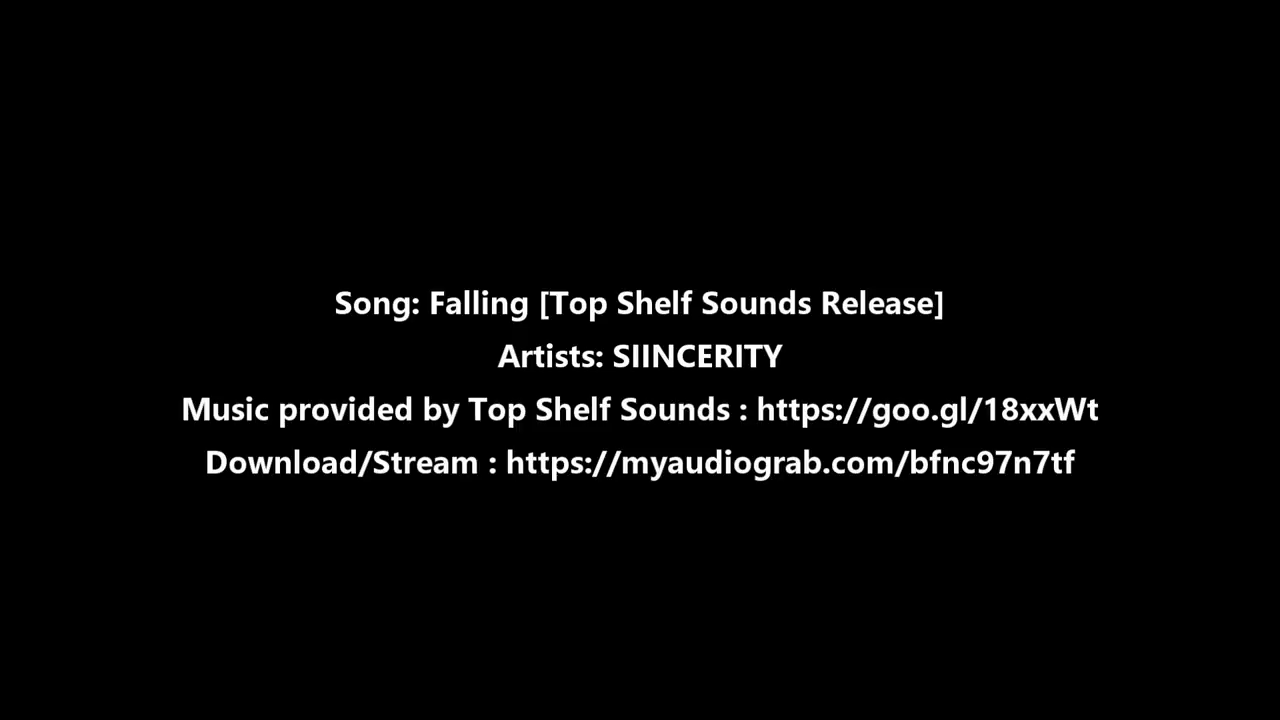 Song: Falling [Top Shelf Sounds Release]
Artists: SIINCERITY
Music provided by Top Shelf Sounds : https://goo.gl/18xxWt
Download/Stream : https://myaudiograb.com/bfnc97n7tf